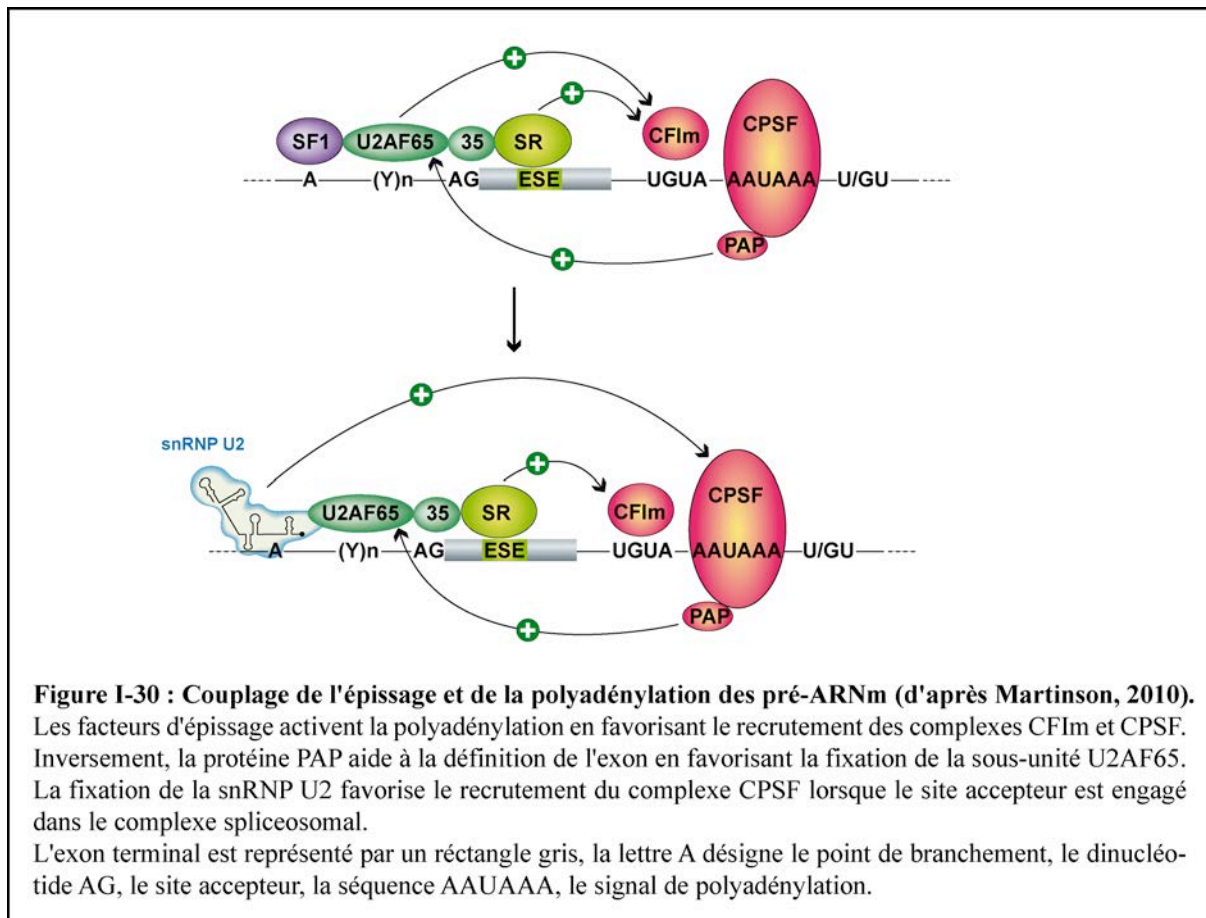 SF1 U2AF65 35 SR CFIm CPSF
A (Y)n AG ESE UGUA AAUAAA U/GU
PAP
snRNP U2
U2AF65 35 SR CFIm CPSF
A (Y)n AG ESE UGUA AAUAAA U/GU
PAP
Figure I-30 : Couplage de l'épissage et de la polyadénylation des pré-ARNm (d'après Martinson, 2010).
Les facteurs d'épissage activent la polyadénylation en favorisant le recrutement des complexes CFIm et CPSF.
Inversement, la protéine PAP aide à la définition de l'exon en favorisant la fixation de la sous-unité U2AF65.
La fixation de la snRNP U2 favorise le recrutement du complexe CPSF lorsque le site accepteur est engagé
dans le complexe spliceosomal.
L'exon terminal est représenté par un réctangle gris, la lettre A désigne le point de branchement, le dinucléo-
tide AG, le site accepteur, la séquence AAUAAA, le signal de polyadénylation.